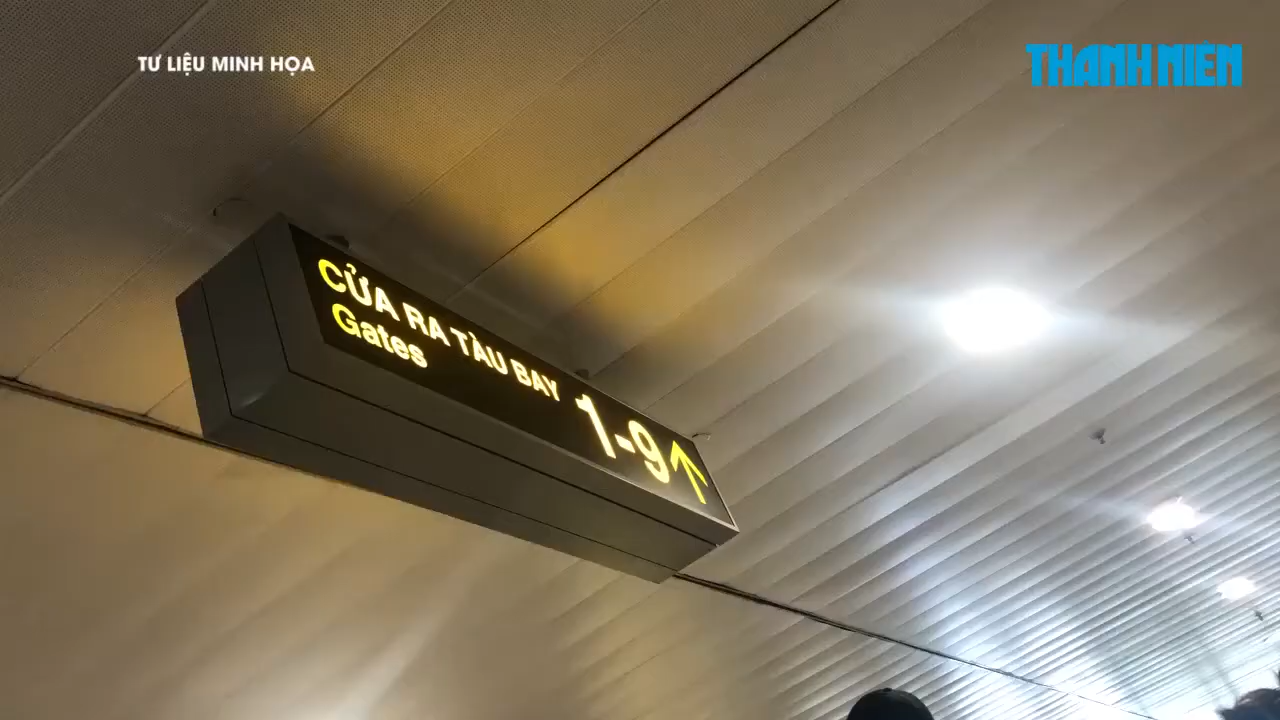 TƯ LIỆU MINH HỌA
THANH NIÊN
CỬA RA TÀU BAY
Gates
1-9↑